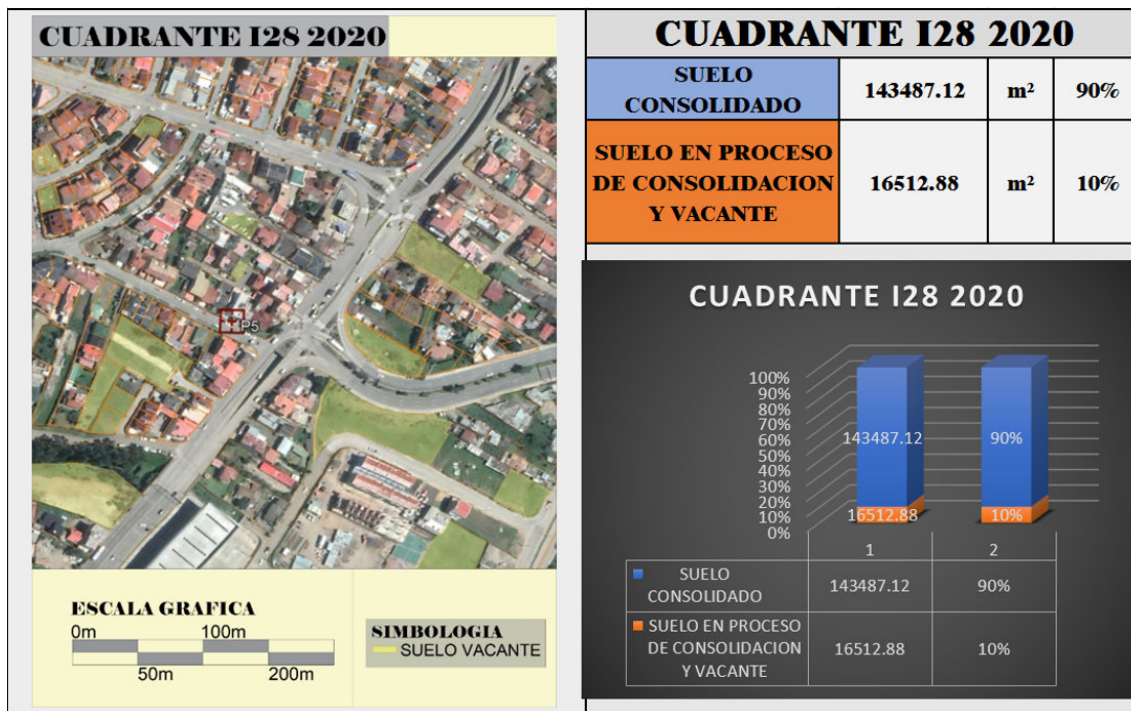 CUADRANTE I28 2020
P5
ESCALA GRAFICA
0m 100m
50m 200m
SIMBOLOGIA
SUELO VACANTE
CUADRANTE I28 2020
SUELO
CONSOLIDADO 143487.12 m² 90%
SUELO EN PROCESO
DE CONSOLIDACION 16512.88 m² 10%
Y VACANTE
CUADRANTE I28 2020
100%
90%
80%
70%
60%
50%
40%
30%
20%
10%
0%
143487.12 90%
16512.88 10%
1 2
SUELO
CONSOLIDADO 143487.12 90%
SUELO EN PROCESO
DE CONSOLIDACION 16512.88 10%
Y VACANTE